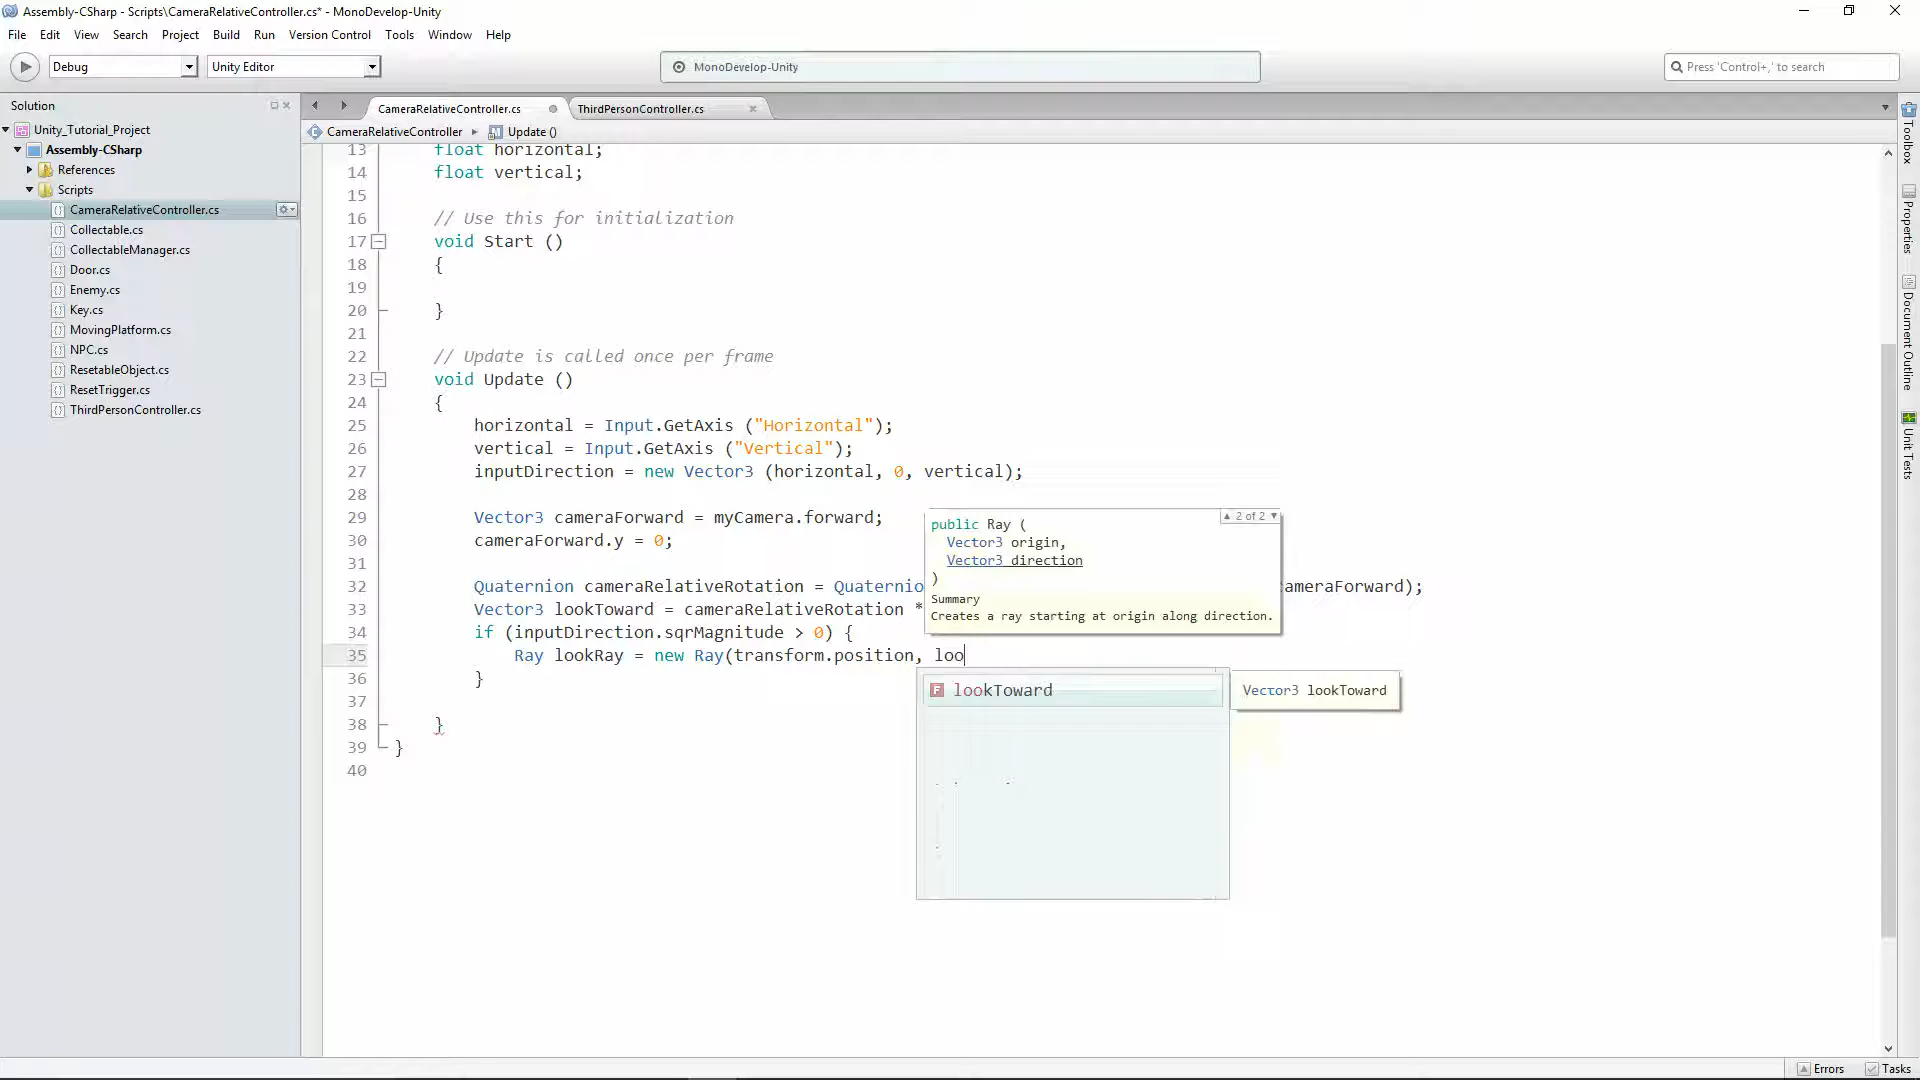 Assembly-CSharp - Scripts\CameraRelativeController.cs* - MonoDevelop-Unity
File Edit View Search Project Build Run Version Control Tools Window Help
Debug
Unity Editor
MonoDevelop-Unity
Press 'Control+,' to search
Solution
Unity_Tutorial_Project
Assembly-CSharp
References
Scripts
CameraRelativeController.cs
Collectable.cs
CollectableManager.cs
Door.cs
Enemy.cs
Key.cs
MovingPlatform.cs
NPC.cs
ResetableObject.cs
ResetTrigger.cs
ThirdPersonController.cs
CameraRelativeController.cs
ThirdPersonController.cs
CameraRelativeController
Update ()
13 float horizontal;
14 float vertical;
15
16 // Use this for initialization
17 void Start ()
18 {
19
20 }
21
22 // Update is called once per frame
23 void Update ()
24 {
25 horizontal = Input.GetAxis ("Horizontal");
26 vertical = Input.GetAxis ("Vertical");
27 inputDirection = new Vector3 (horizontal, 0, vertical);
28
29 Vector3 cameraForward = myCamera.forward;
30 cameraForward.y = 0;
31
32 Quaternion cameraRelativeRotation = Quaternio ameraForward);
33 Vector3 lookToward = cameraRelativeRotation *
34 if (inputDirection.sqrMagnitude > 0) {
35 Ray lookRay = new Ray(transform.position, loo
36 }
37
38 }
39 }
40
2 of 2
public Ray (
Vector3 origin,
Vector3 direction
)
Summary
Creates a ray starting at origin along direction.
lookToward
Vector3 lookToward
Toolbox
Properties
Document Outline
Unit Tests
Errors
Tasks